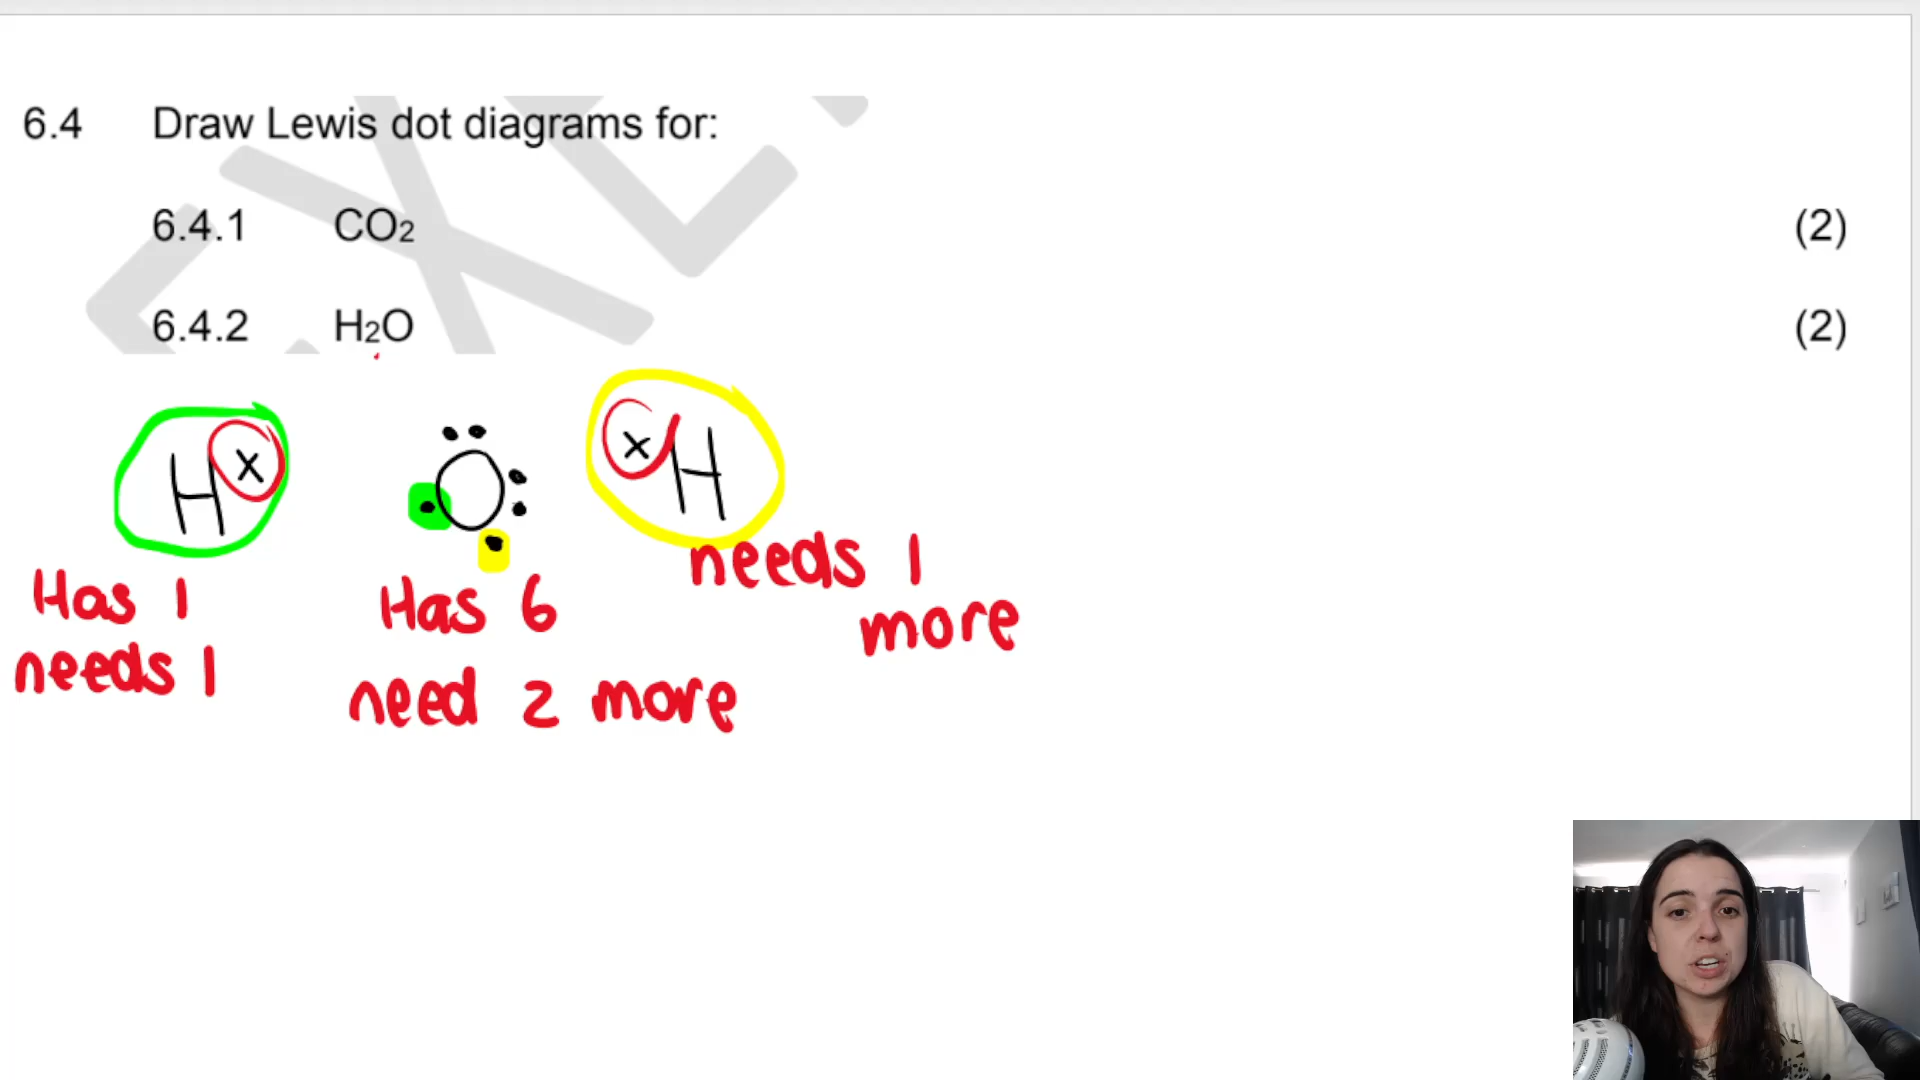 6.4 Draw Lewis dot diagrams for:
6.4.1 CO₂ (2)
6.4.2 H₂O (2)
H x O x H
Has 1
needs 1
Has 6
need 2 more
needs 1
more